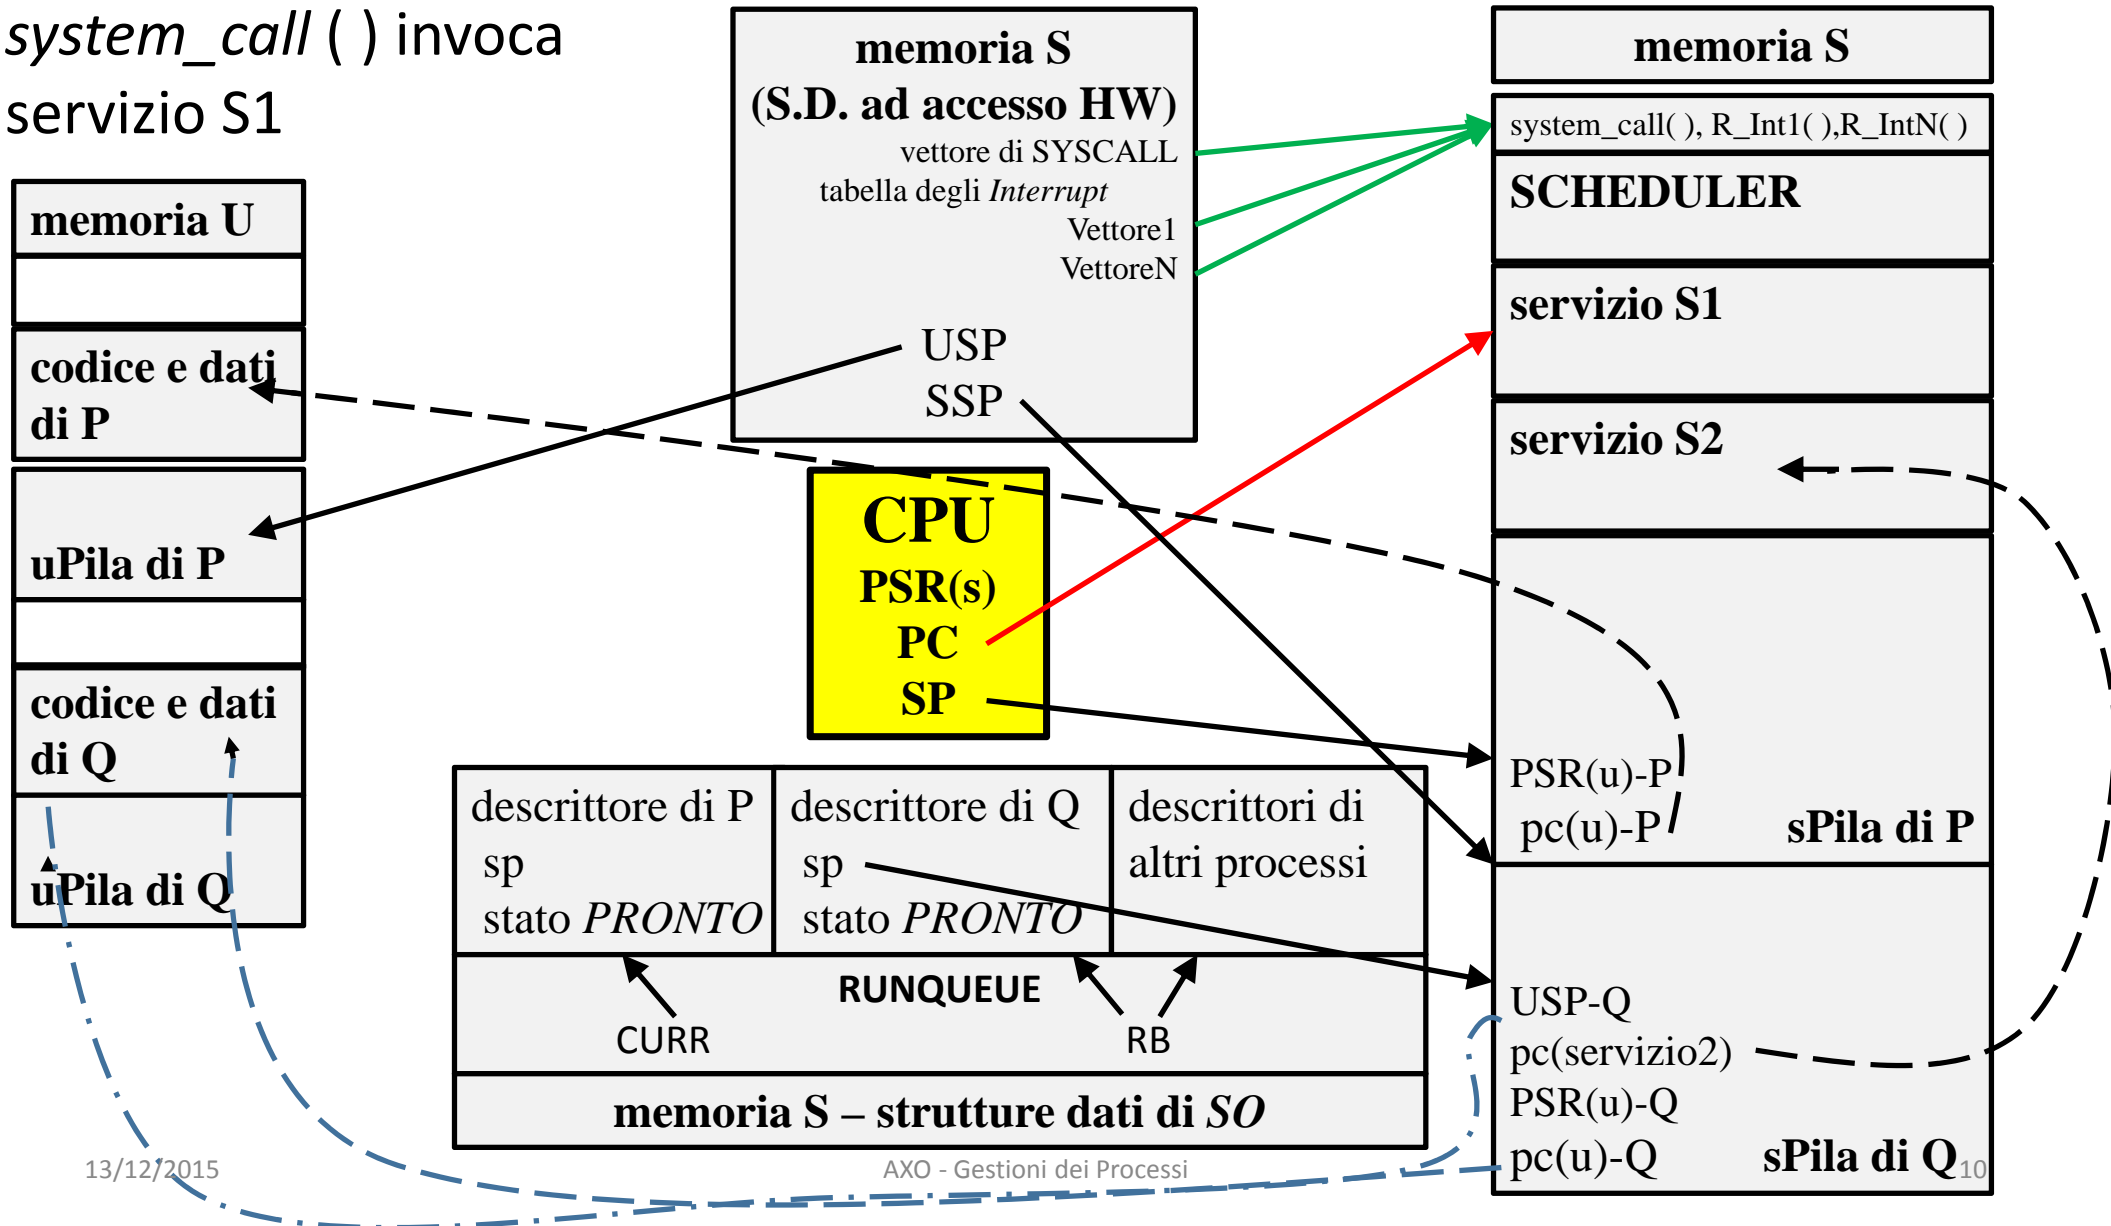 system_call ( ) invoca
servizio S1
memoria U
codice e dati
di P
uPila di P
codice e dati
di Q
uPila di Q
memoria S
(S.D. ad accesso HW)
vettore di SYSCALL
tabella degli Interrupt
Vettore1
VettoreN
USP
SSP
CPU
PSR(s)
PC
SP
descrittore di P
sp
stato PRONTO
descrittore di Q
sp
stato PRONTO
descrittori di
altri processi
RUNQUEUE
CURR
RB
memoria S – strutture dati di SO
memoria S
system_call( ), R_Int1( ),R_IntN( )
SCHEDULER
servizio S1
servizio S2
PSR(u)-P
pc(u)-P
sPila di P
USP-Q
pc(servizio2)
PSR(u)-Q
pc(u)-Q
sPila di Q
13/12/2015
AXO - Gestioni dei Processi
10